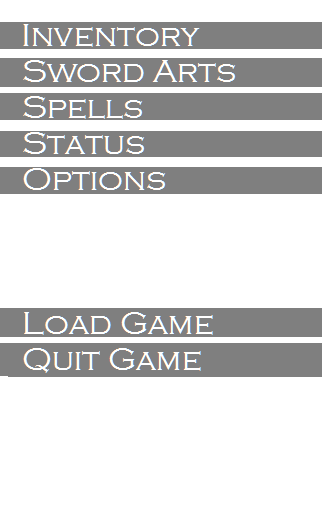 Inventory
Sword Arts
Spells
Status
Options
Load Game
Quit Game